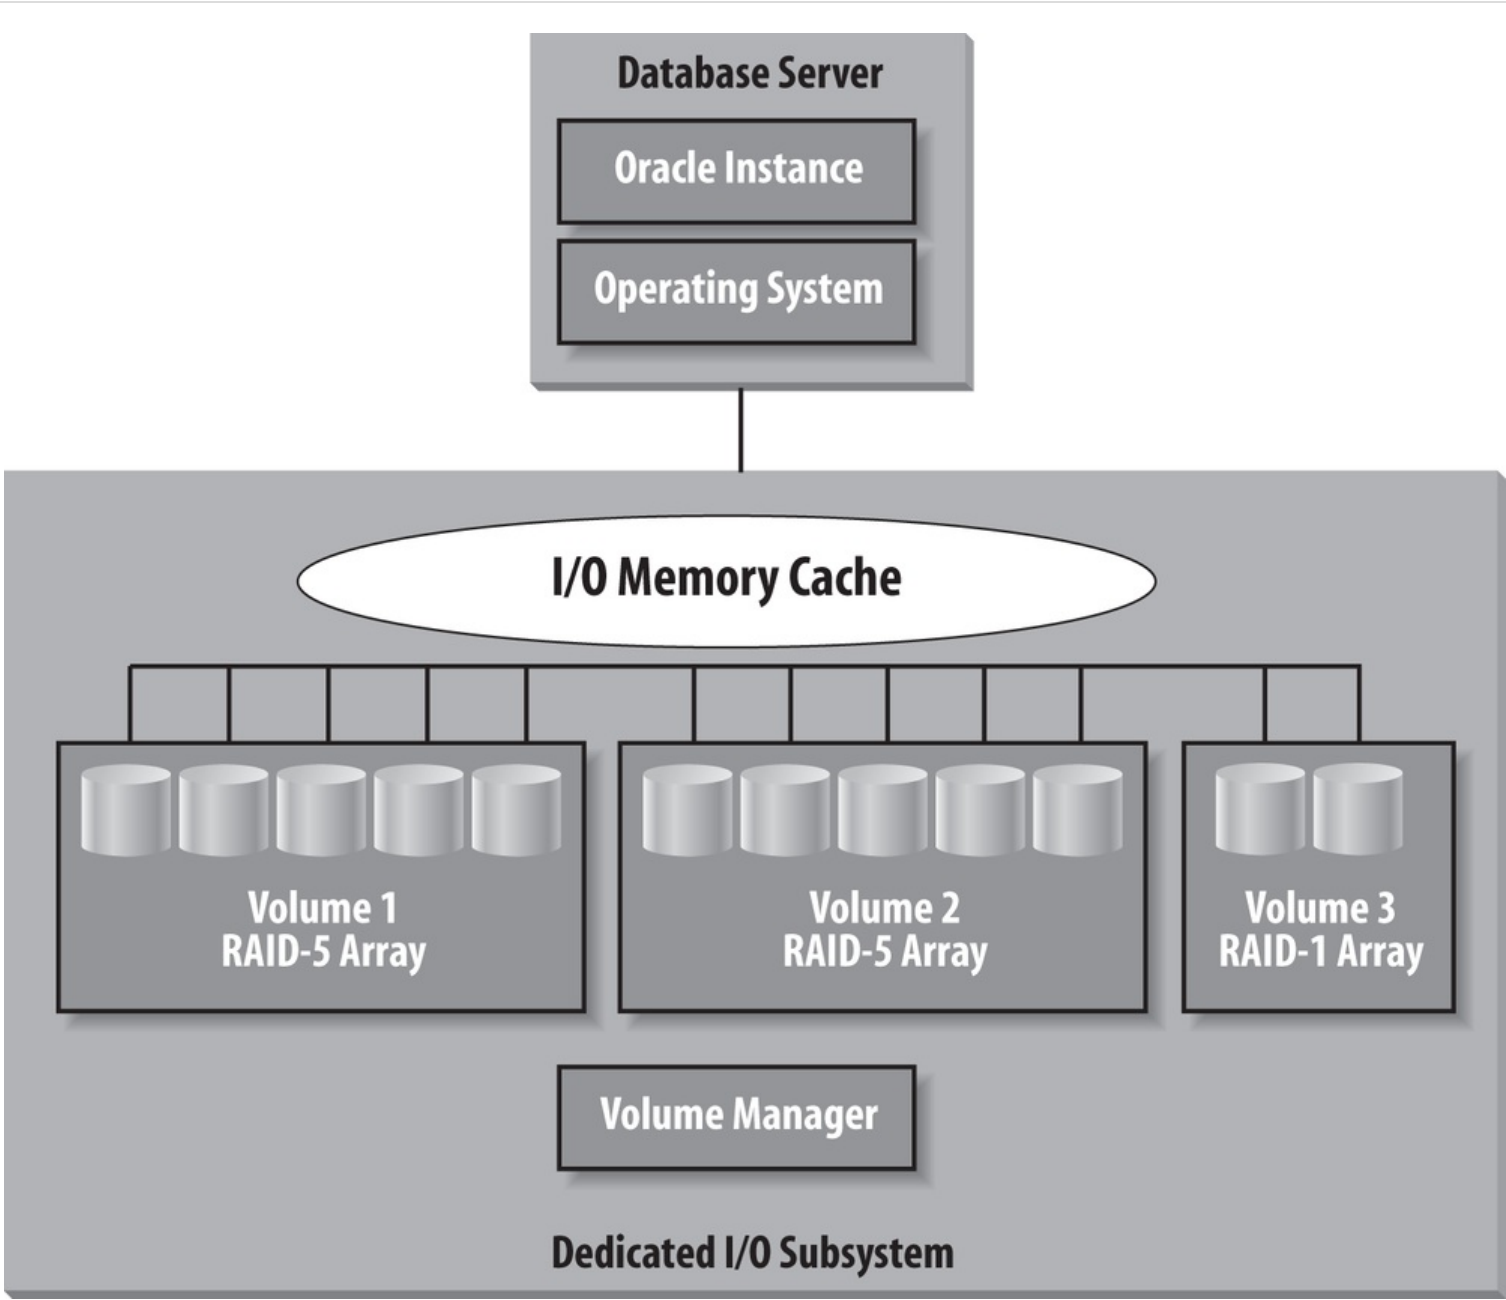 Database Server
Oracle Instance
Operating System
I/O Memory Cache
Volume 1
RAID-5 Array
Volume 2
RAID-5 Array
Volume 3
RAID-1 Array
Volume Manager
Dedicated I/O Subsystem